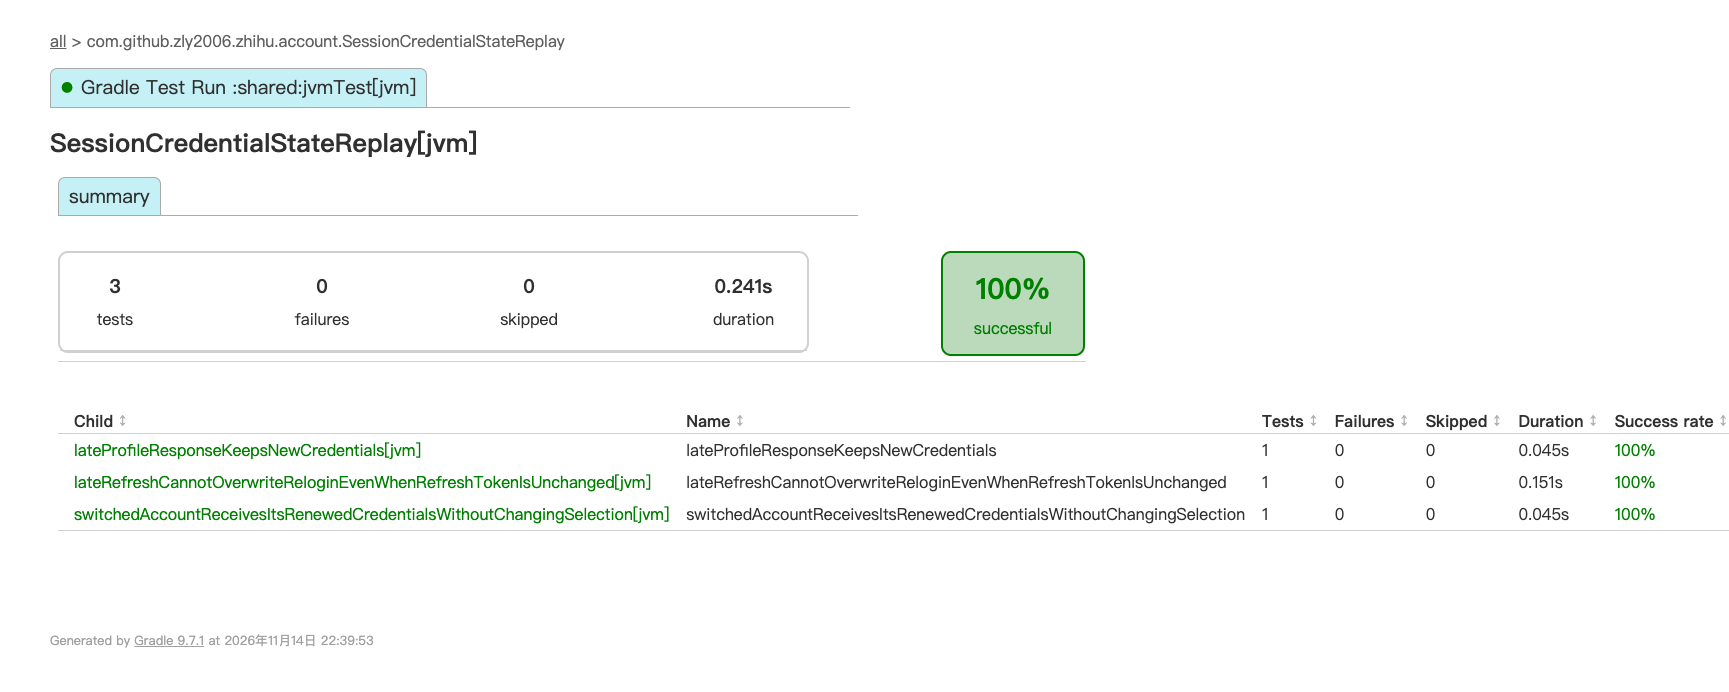 all > com.github.zly2006.zhihu.account.SessionCredentialStateReplay
Gradle Test Run :shared:jvmTest[jvm]
SessionCredentialStateReplay[jvm]
summary
3 0 0 0.241s
tests failures skipped duration
100%
successful
Child Name Tests Failures Skipped Duration Success rate
lateProfileResponseKeepsNewCredentials[jvm] lateProfileResponseKeepsNewCredentials 1 0 0 0.045s 100%
lateRefreshCannotOverwriteReloginEvenWhenRefreshTokenIsUnchanged[jvm] lateRefreshCannotOverwriteReloginEvenWhenRefreshTokenIsUnchanged 1 0 0 0.151s 100%
switchedAccountReceivesItsRenewedCredentialsWithoutChangingSelection[jvm] switchedAccountReceivesItsRenewedCredentialsWithoutChangingSelection 1 0 0 0.045s 100%
Generated by Gradle 9.7.1 at 2026年11月14日 22:39:53